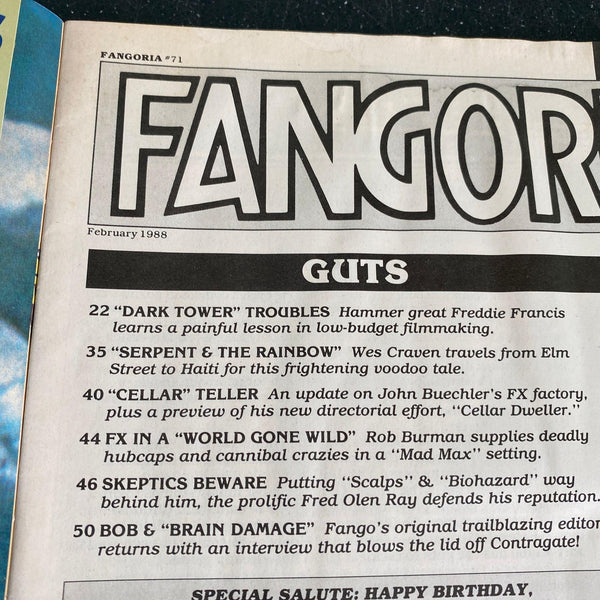 FANGORIA #71
FANGOR
February 1988
GUTS
22 “DARK TOWER” TROUBLES Hammer great Freddie Francis
learns a painful lesson in low-budget filmmaking.
35 “SERPENT & THE RAINBOW” Wes Craven travels from Elm
Street to Haiti for this frightening voodoo tale.
40 “CELLAR” TELLER An update on John Buechler’s FX factory,
plus a preview of his new directorial effort, “Cellar Dweller.”
44 FX IN A “WORLD GONE WILD” Rob Burman supplies deadly
hubcaps and cannibal crazies in a “Mad Max” setting.
46 SKEPTICS BEWARE Putting “Scalps” & “Biohazard” way
behind him, the prolific Fred Olen Ray defends his reputation.
50 BOB & “BRAIN DAMAGE” Fango’s original trailblazing editor
returns with an interview that blows the lid off Contragate!
SPECIAL SALUTE: HAPPY BIRTHDAY,